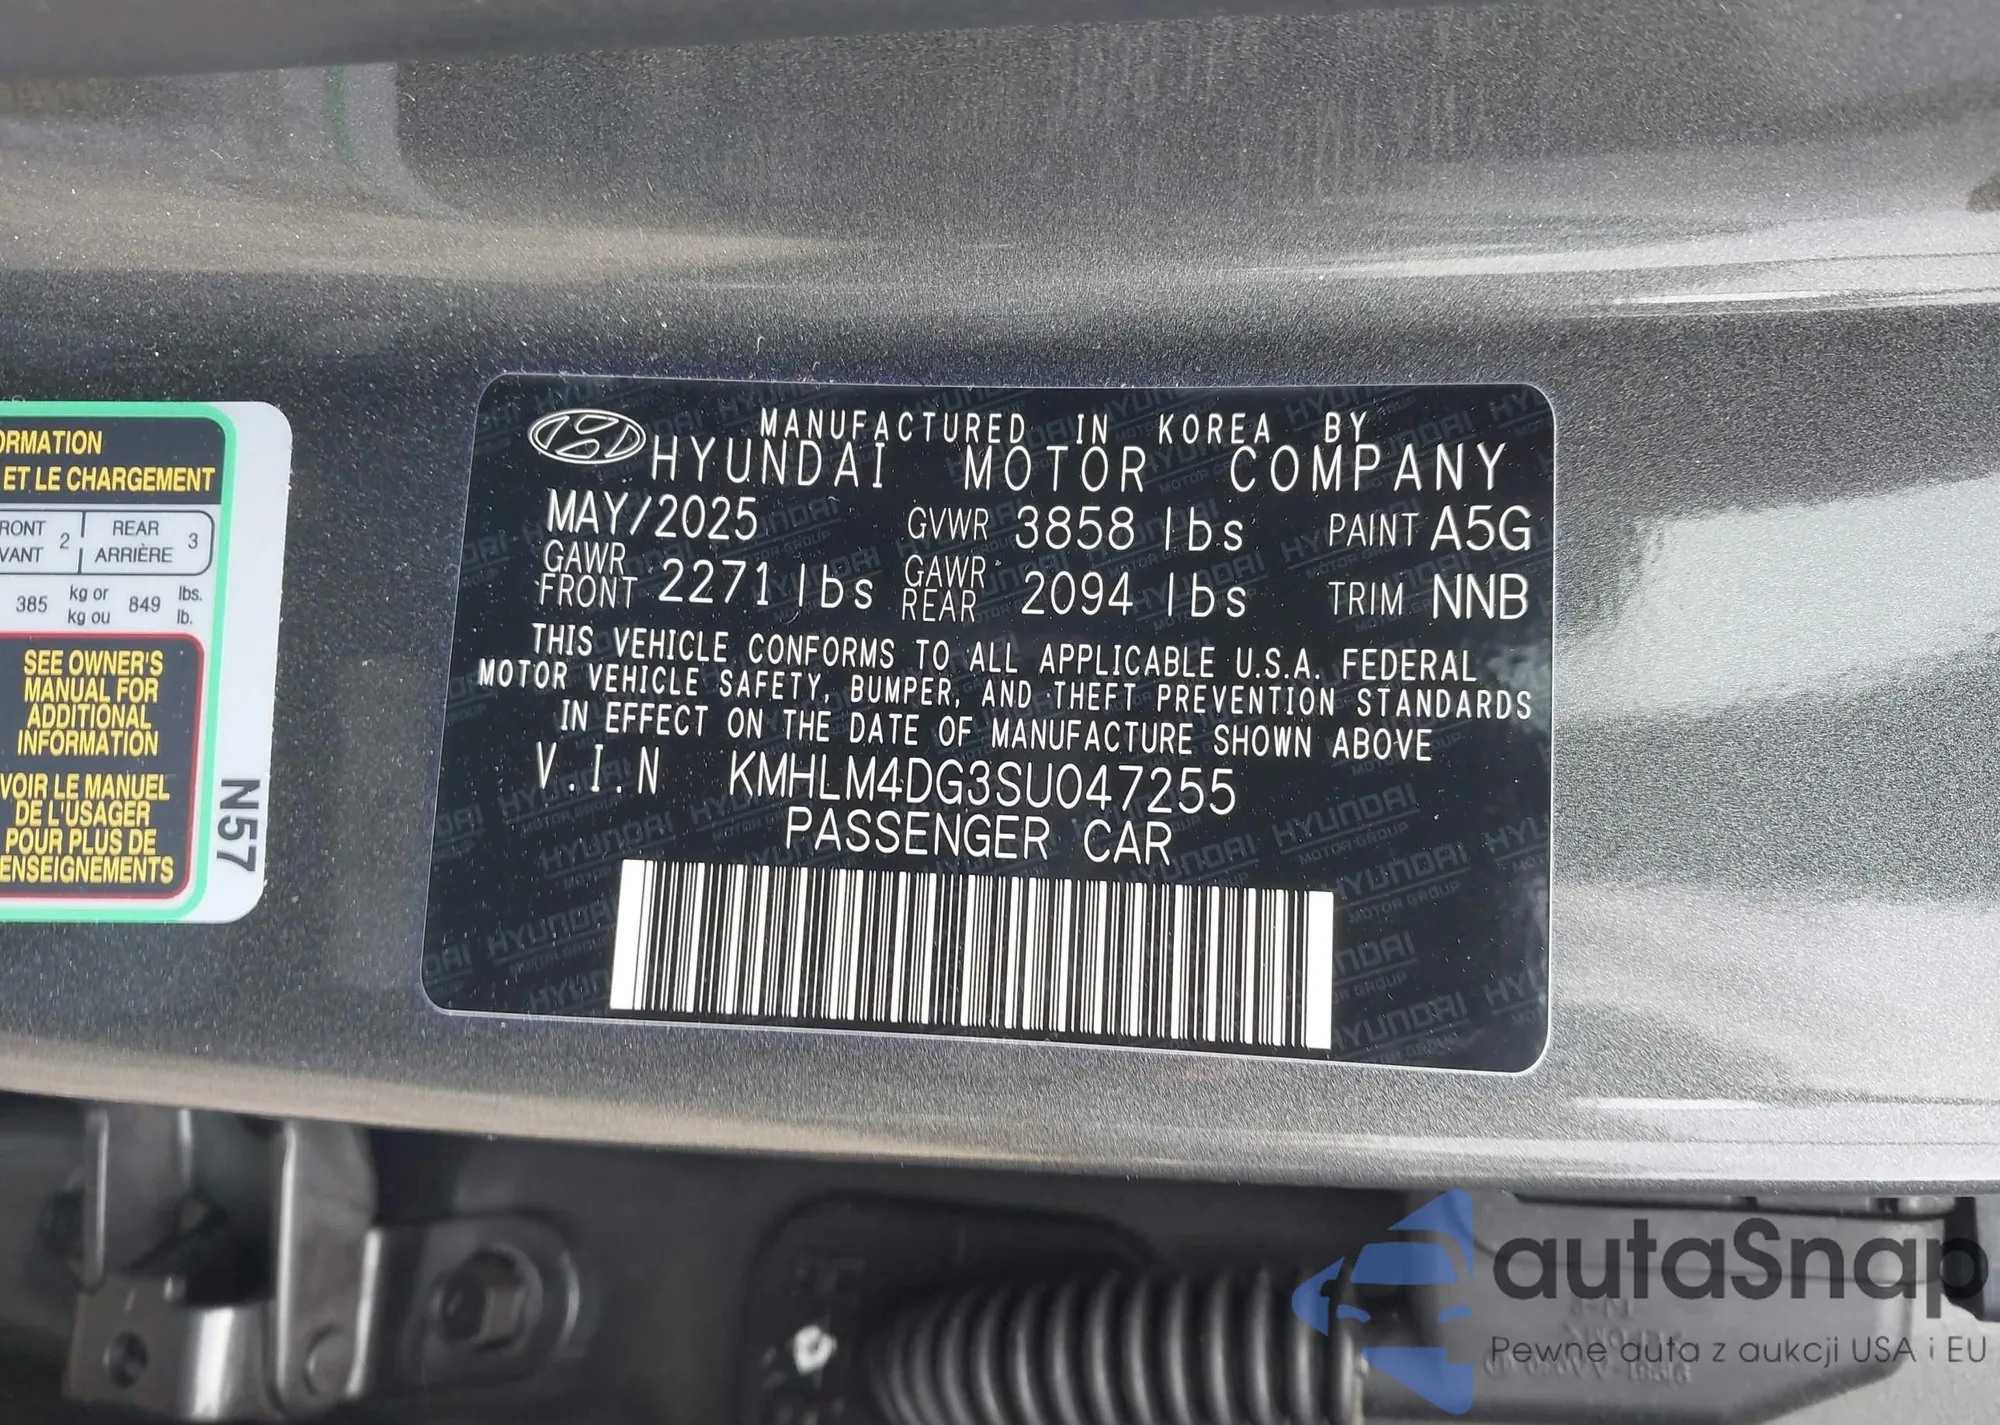 ORMATION
ET LE CHARGEMENT
RONT 2 REAR 3
VANT ARRIÈRE
385 kg or 849 lbs.
kg ou lb.
SEE OWNER'S
MANUAL FOR
ADDITIONAL
INFORMATION
VOIR LE MANUEL
DE L'USAGER
POUR PLUS DE
ENSEIGNEMENTS
N57
MANUFACTURED IN KOREA BY
HYUNDAI MOTOR COMPANY
MAY/2025 GVWR 3858 lbs PAINT A5G
GAWR FRONT 2271 lbs GAWR REAR 2094 lbs TRIM NNB
THIS VEHICLE CONFORMS TO ALL APPLICABLE U.S.A. FEDERAL
MOTOR VEHICLE SAFETY, BUMPER, AND THEFT PREVENTION STANDARDS
IN EFFECT ON THE DATE OF MANUFACTURE SHOWN ABOVE
V.I.N KMHLM4DG3SU047255
PASSENGER CAR
autaSnap
Pewne auta z aukcji USA i EU